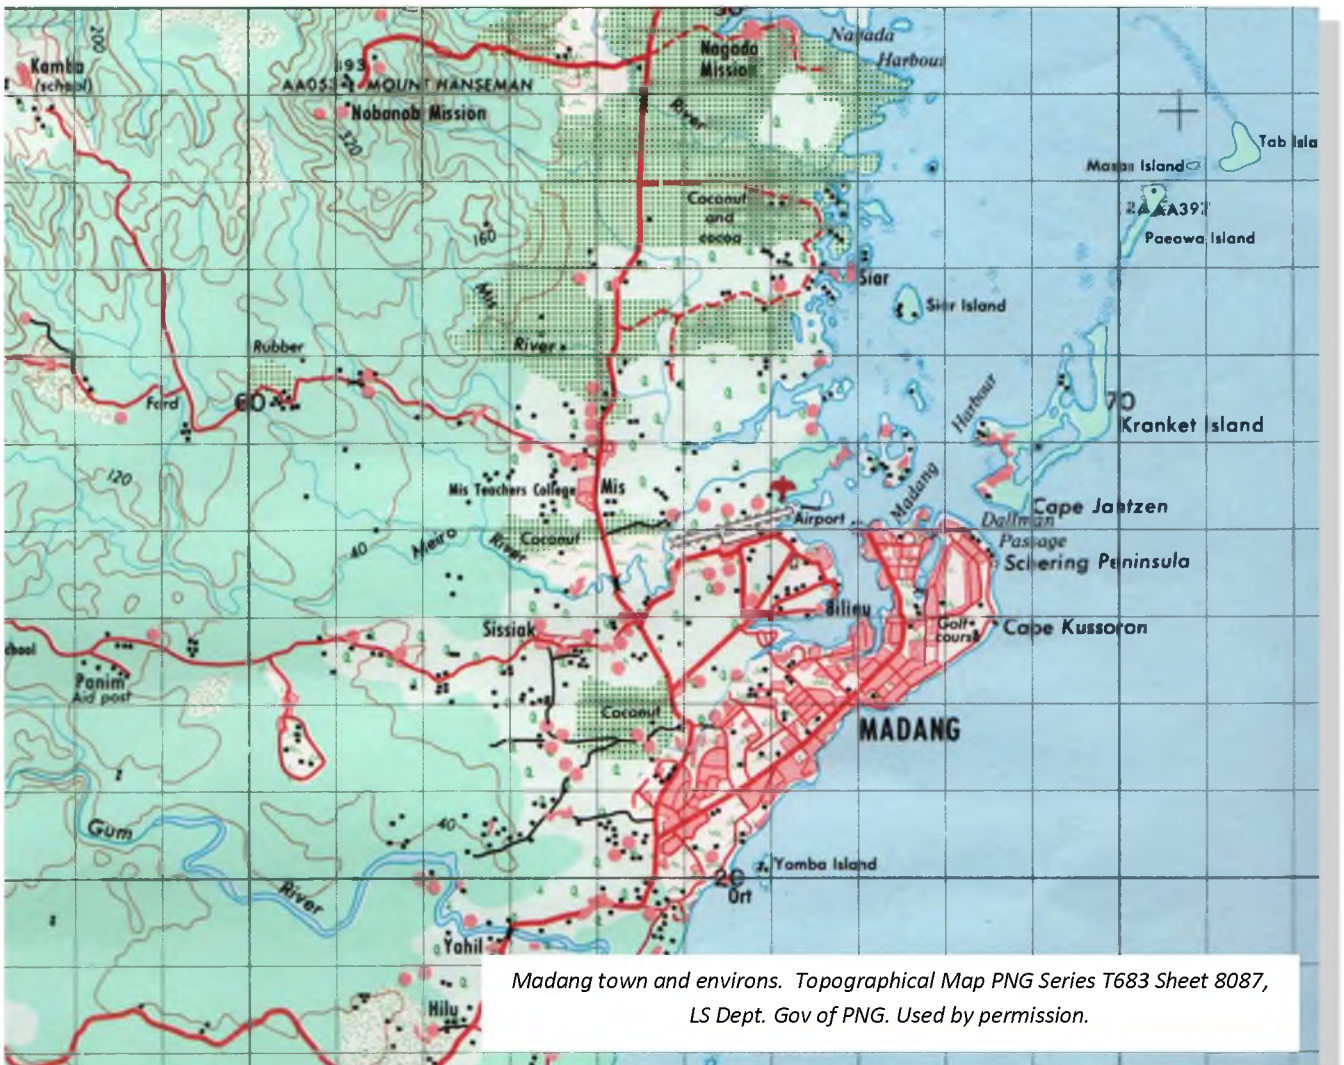 Nagada
Harbour
Nagada
Mission
200
Kamba
(school)
193
MOUNT HANSEMAN
Nobanob Mission
320
River
Tab Isla
Island
AA397
Paeowa Island
Coconut
and
cocoa
160
Siar
Siar Island
Mis
River
Rubber
60
Ford
Harbour
70
Kranket Island
120
Mis Teachers College
Mis
Madang
Cape Jantzen
Airport
Dallman
Passage
Coconut
Meiro
River
40
Schering Peninsula
Biliau
Sissiak
Golf
course
Cape Kussoron
chool
Panim
Aid post
Coconut
MADANG
Gum
40
Yomba Island
20
Ort
River
Yahil
Hilu
Madang town and environs. Topographical Map PNG Series T683 Sheet 8087,
LS Dept. Gov of PNG. Used by permission.